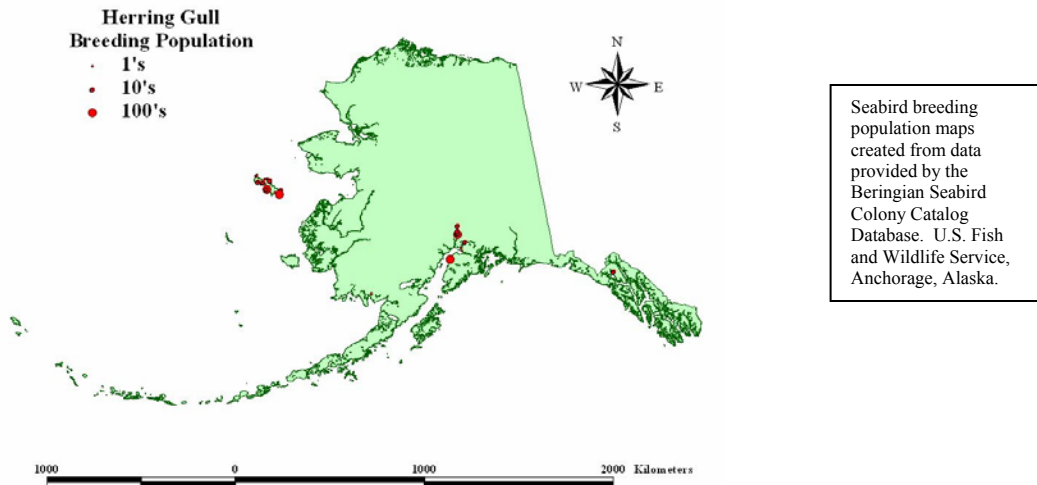 Herring Gull
Breeding Population
1's
10's
100's
N
W E
S
Seabird breeding
population maps
created from data
provided by the
Beringian Seabird
Colony Catalog
Database.  U.S. Fish
and Wildlife Service,
Anchorage, Alaska.
1000 0 1000 2000 Kilometers